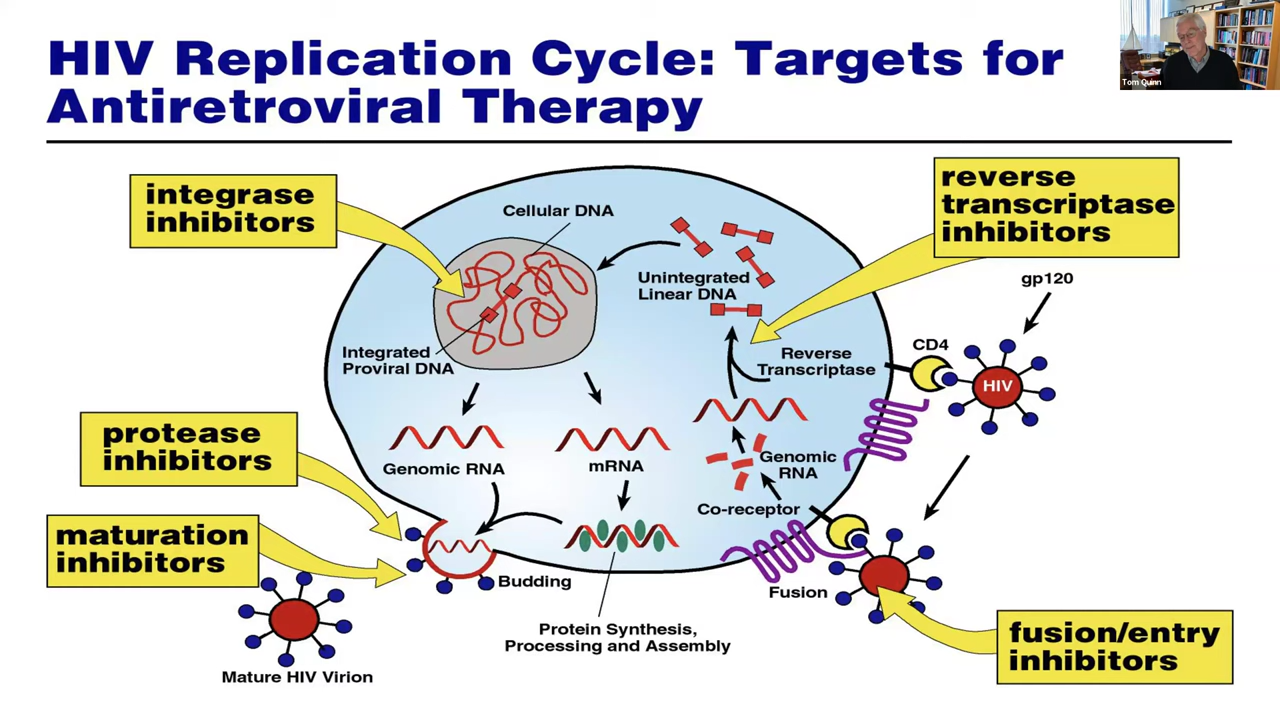 HIV Replication Cycle: Targets for
Antiretroviral Therapy
Tom Quinn
integrase
inhibitors
Cellular DNA
reverse
transcriptase
inhibitors
Unintegrated
Linear DNA
gp120
Integrated
Proviral DNA
Reverse
Transcriptase
CD4
HIV
protease
inhibitors
Genomic RNA
mRNA
Genomic
RNA
Co-receptor
maturation
inhibitors
Budding
Fusion
Protein Synthesis,
Processing and Assembly
fusion/entry
inhibitors
Mature HIV Virion